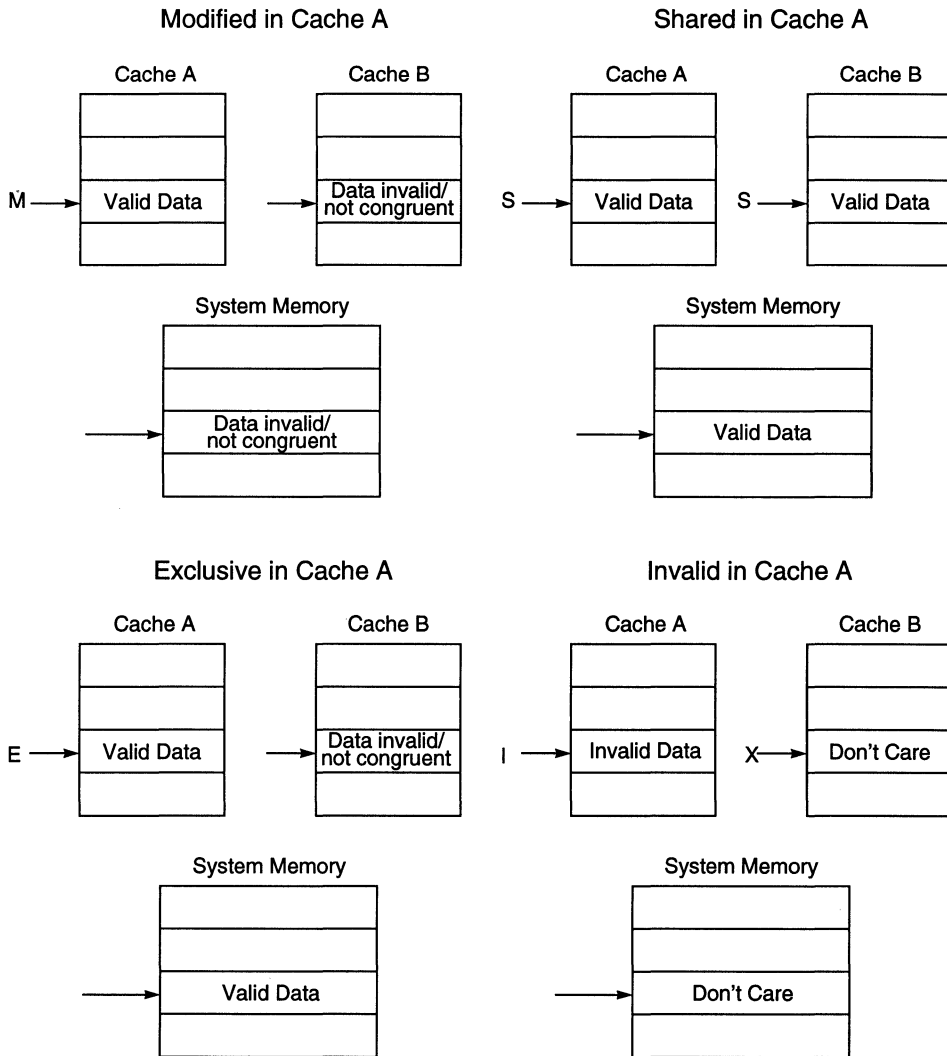 Modified in Cache A
Cache A
Cache B
M
Valid Data
Data invalid/
not congruent
System Memory
Data invalid/
not congruent
Shared in Cache A
Cache A
Cache B
S
Valid Data
S
Valid Data
System Memory
Valid Data
Exclusive in Cache A
Cache A
Cache B
E
Valid Data
Data invalid/
not congruent
System Memory
Valid Data
Invalid in Cache A
Cache A
Cache B
I
Invalid Data
X
Don't Care
System Memory
Don't Care